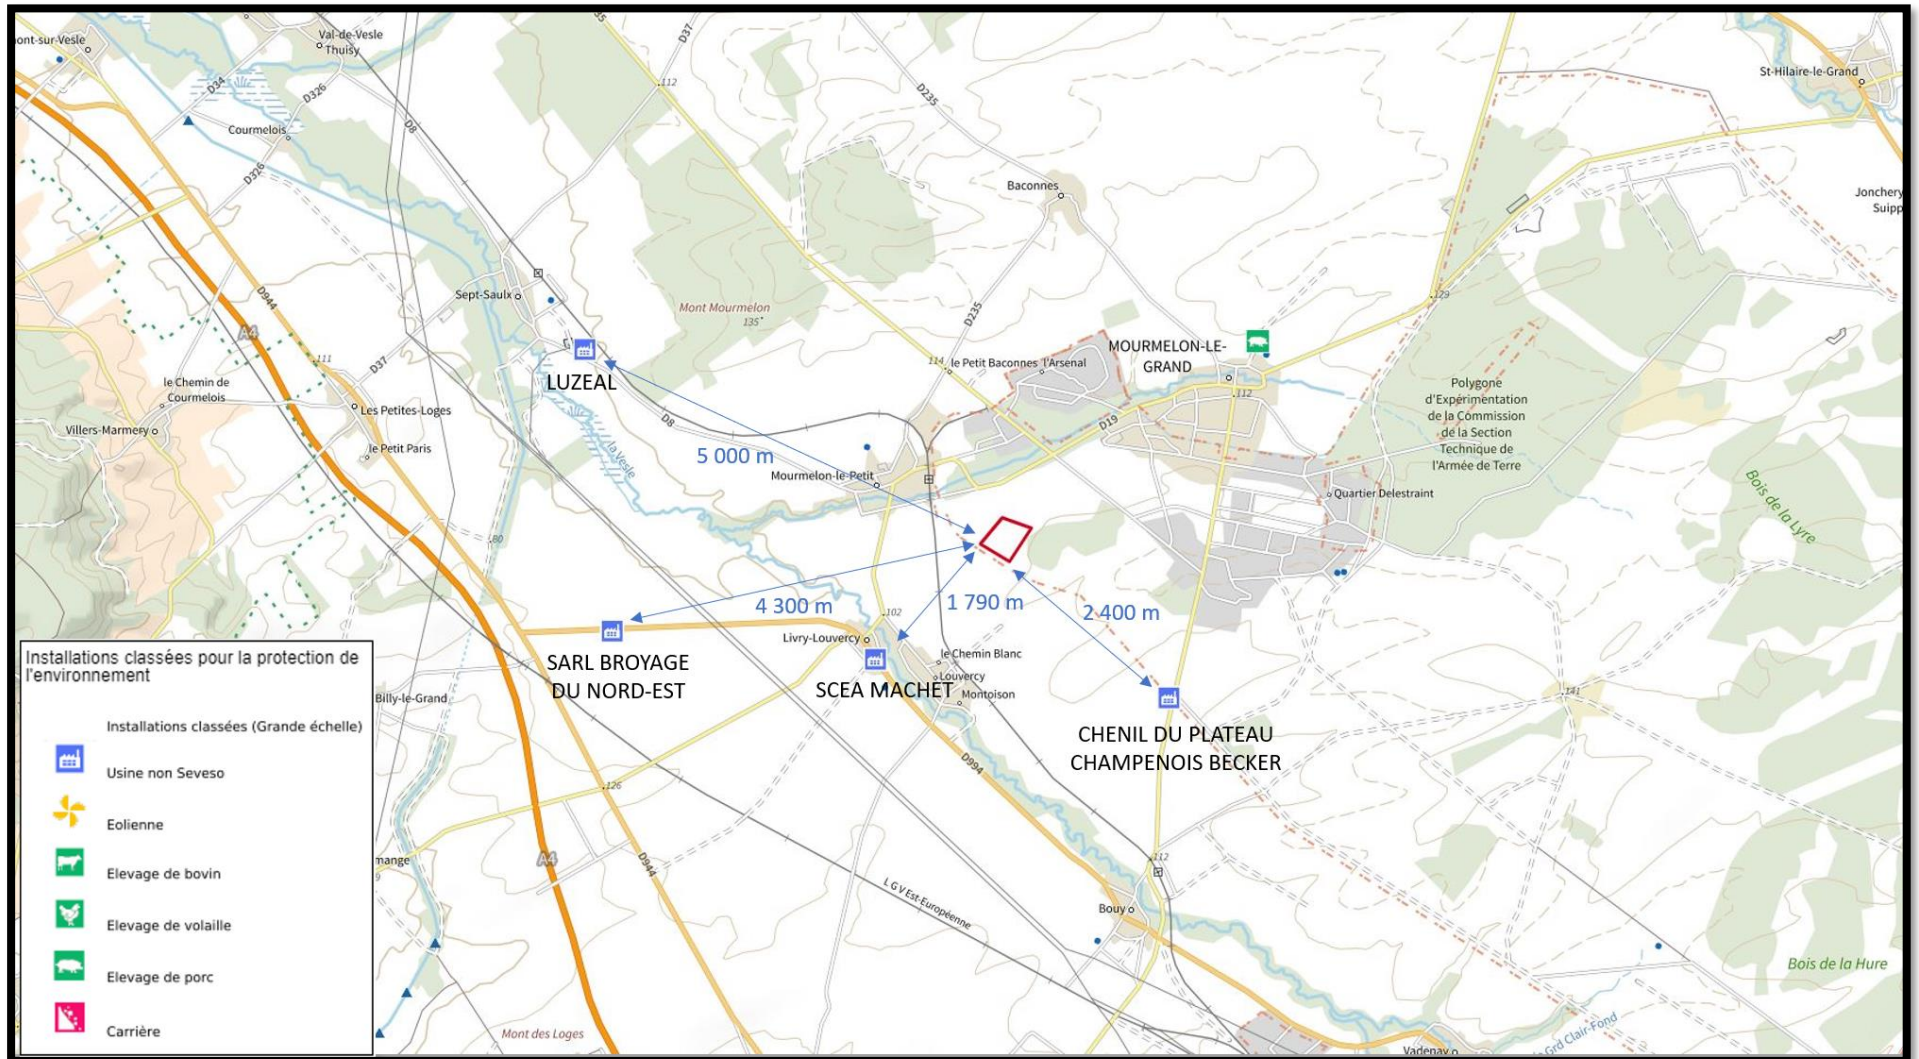 ont-sur-Vesle
Val-de-Vesle
Thuisy
D34
D326
D8
D37
35
.112
D235
St-Hilaire-le-Grand
Courmelois
D326
Baconnes
Jonchery
Suipp
Sept-Saulx
D944
A4
Mont Mourmelon
135
D235
129
111
D37
LUZEAL
114
le Petit Baconnes
l'Arsenal
MOURMELON-LE-
GRAND
112
le Chemin de
Courmelois
Les Petites-Loges
Villers-Marmery
le Petit Paris
D8
la Vesle
D19
Polygone
d'Expérimentation
de la Commission
de la Section
Technique de
l'Armée de Terre
5 000 m
Mourmelon-le-Petit
Quartier Delestraint
Bois de la Lyre
80
4 300 m
1 790 m
2 400 m
102
Livry-Louvercy
le Chemin Blanc
Louvercy
Montoison
SARL BROYAGE
DU NORD-EST
SCEA MACHET
CHENIL DU PLATEAU
CHAMPENOIS BECKER
141
Billy-le-Grand
D994
126
mange
9
A4
D944
L G V Est-Européenne
112
Bouy
Bois de la Hure
Mont des Loges
Vadenay
Grd Clair-Fond
Installations classées pour la protection de
l'environnement
Installations classées (Grande échelle)
Usine non Seveso
Eolienne
Elevage de bovin
Elevage de volaille
Elevage de porc
Carrière